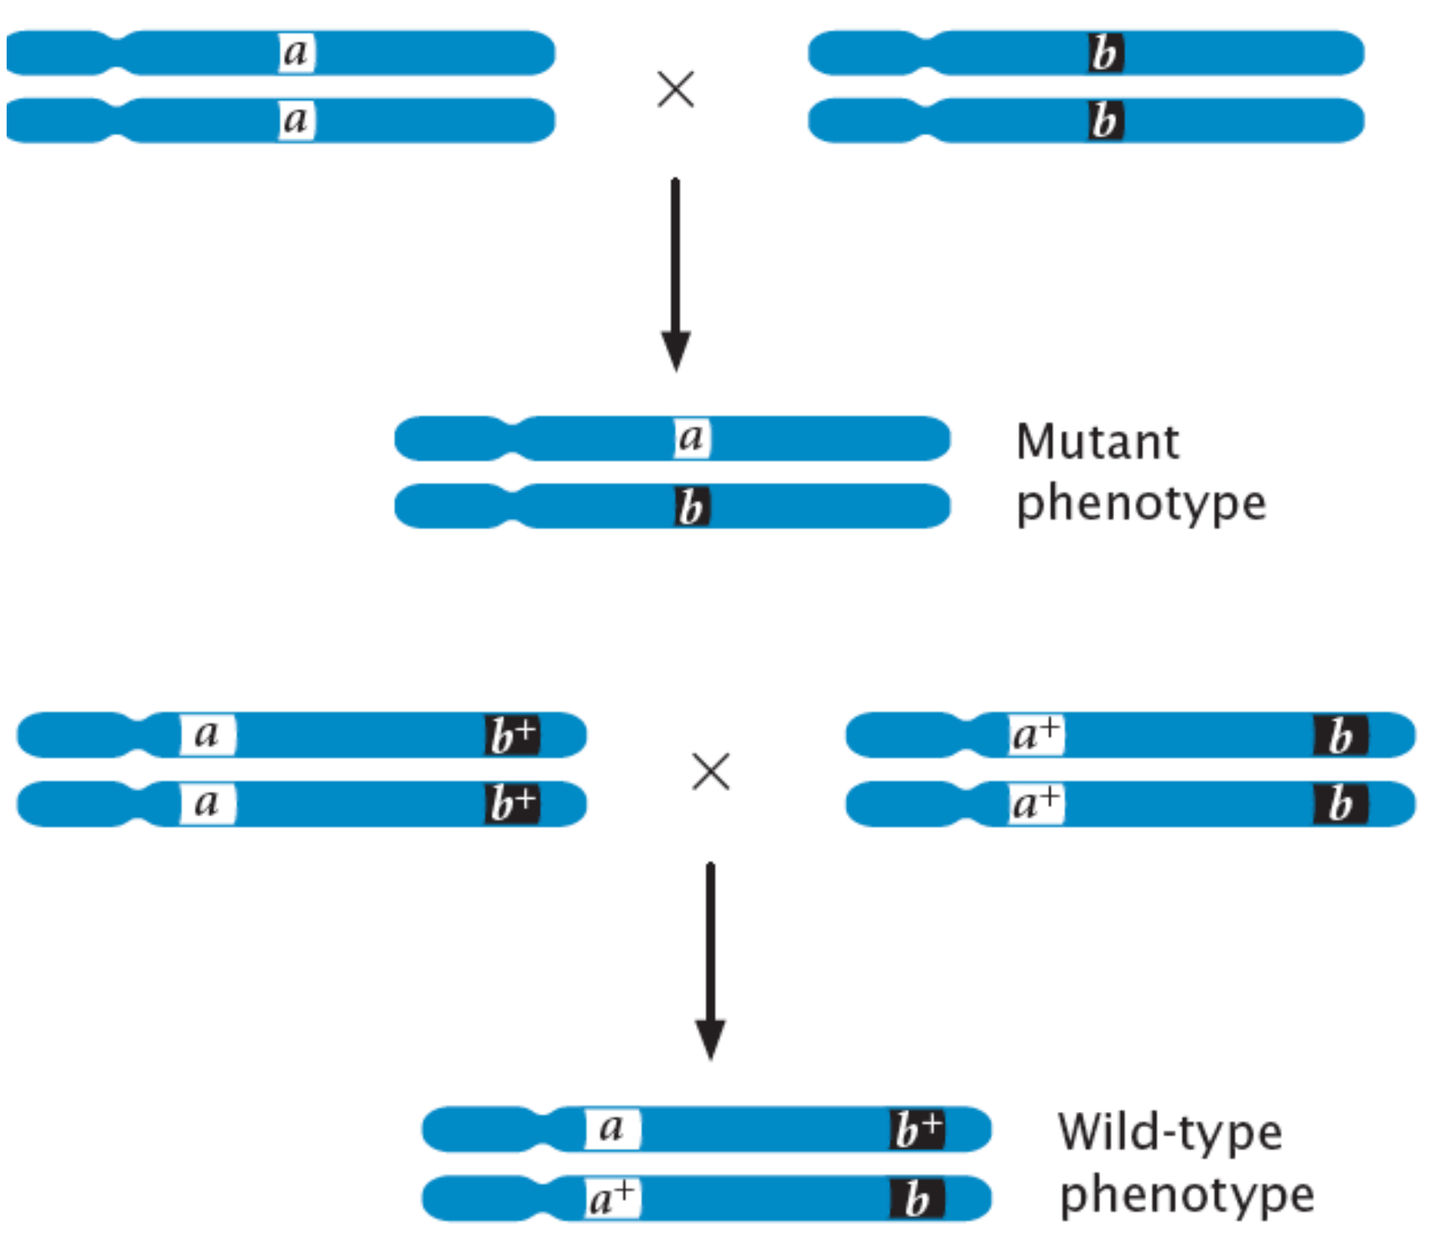 a × b
a b
a Mutant
b phenotype
a b+ × a+ b
a b+ a+ b
a b+ Wild-type
a+ b phenotype